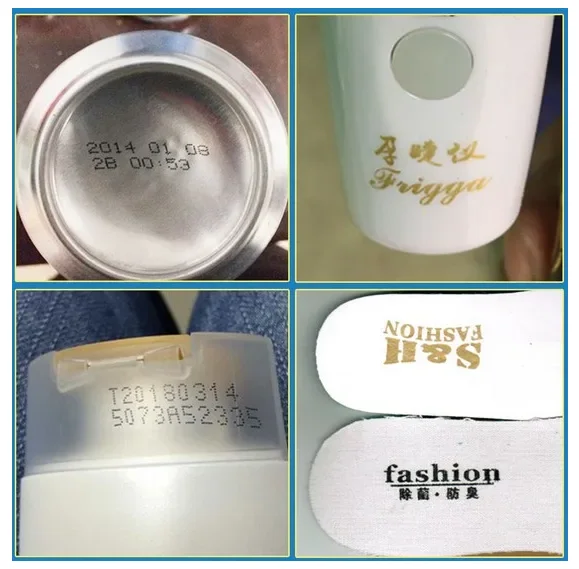 2014 01 08
2B 00:53
Frigga
T20180314
5073A52335
S&H
FASHION
fashion
除菌·防臭